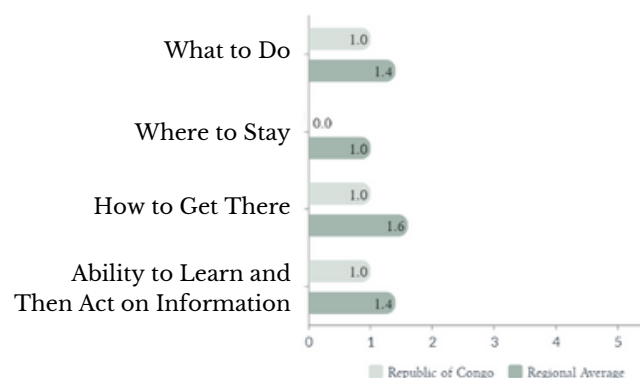 What to Do
1.0
1.4
Where to Stay
0.0
1.0
How to Get There
1.0
1.6
Ability to Learn and
Then Act on Information
1.0
1.4
0 1 2 3 4 5
Republic of Congo Regional Average